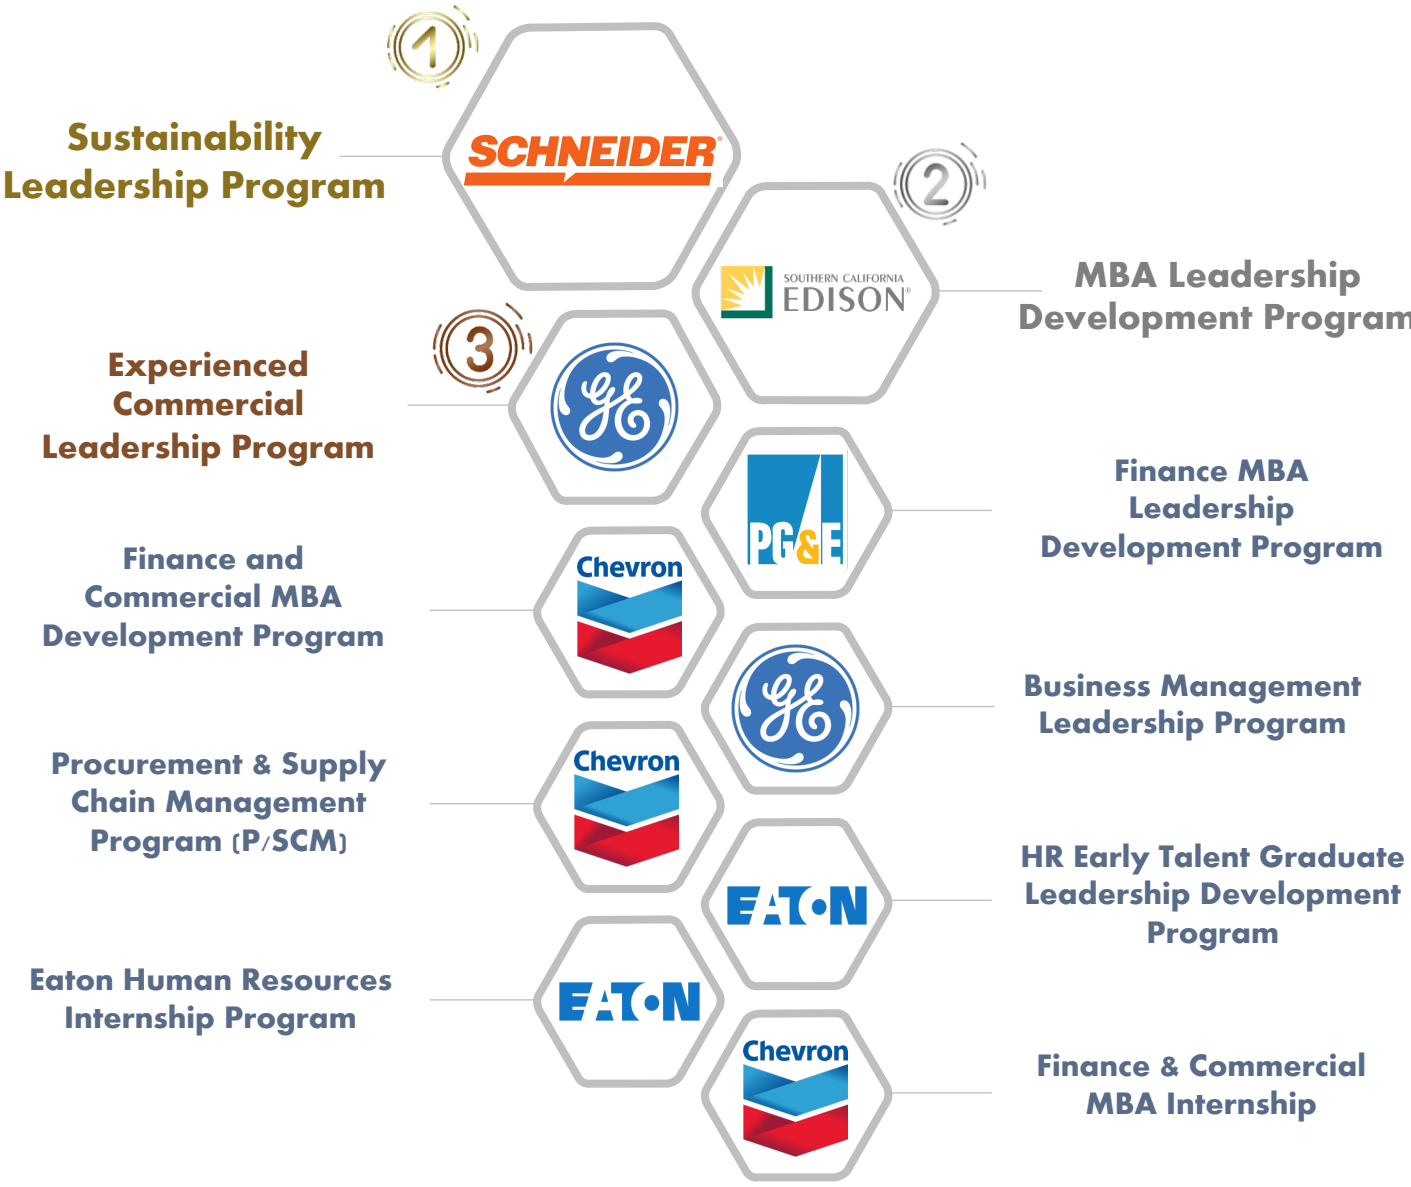 1
Sustainability
Leadership Program
SCHNEIDER®
2
SOUTHERN CALIFORNIA
EDISON®
MBA Leadership
Development Program
3
Experienced
Commercial
Leadership Program
GE
PG&E
Finance MBA
Leadership
Development Program
Finance and
Commercial MBA
Development Program
Chevron
GE
Business Management
Leadership Program
Procurement & Supply
Chain Management
Program (P/SCM)
Chevron
EATON
HR Early Talent Graduate
Leadership Development
Program
Eaton Human Resources
Internship Program
EATON
Chevron
Finance & Commercial
MBA Internship